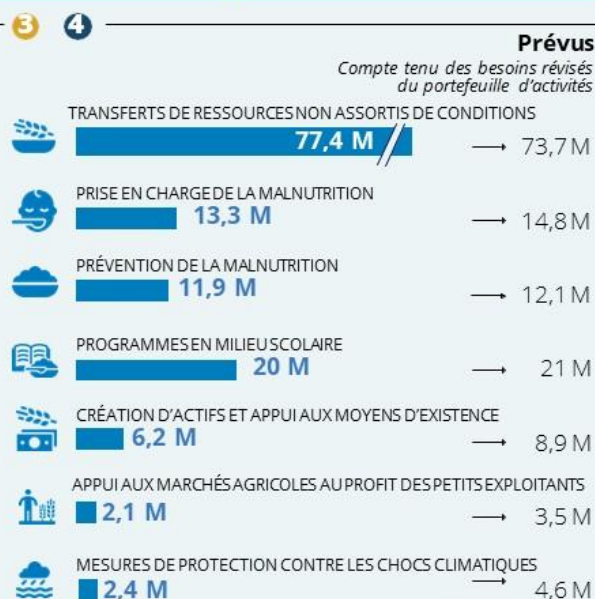 3 4
Prévus
Compte tenu des besoins révisés
du portefeuille d'activités
TRANSFERTS DE RESSOURCES NON ASSORTIS DE CONDITIONS
77,4 M → 73,7 M
PRISE EN CHARGE DE LA MALNUTRITION
13,3 M → 14,8 M
PRÉVENTION DE LA MALNUTRITION
11,9 M → 12,1 M
PROGRAMMES EN MILIEU SCOLAIRE
20 M → 21 M
CRÉATION D'ACTIFS ET APPUI AUX MOYENS D'EXISTENCE
6,2 M → 8,9 M
APPUI AUX MARCHÉS AGRICOLES AU PROFIT DES PETITS EXPLOITANTS
2,1 M → 3,5 M
MESURES DE PROTECTION CONTRE LES CHOCS CLIMATIQUES
2,4 M → 4,6 M